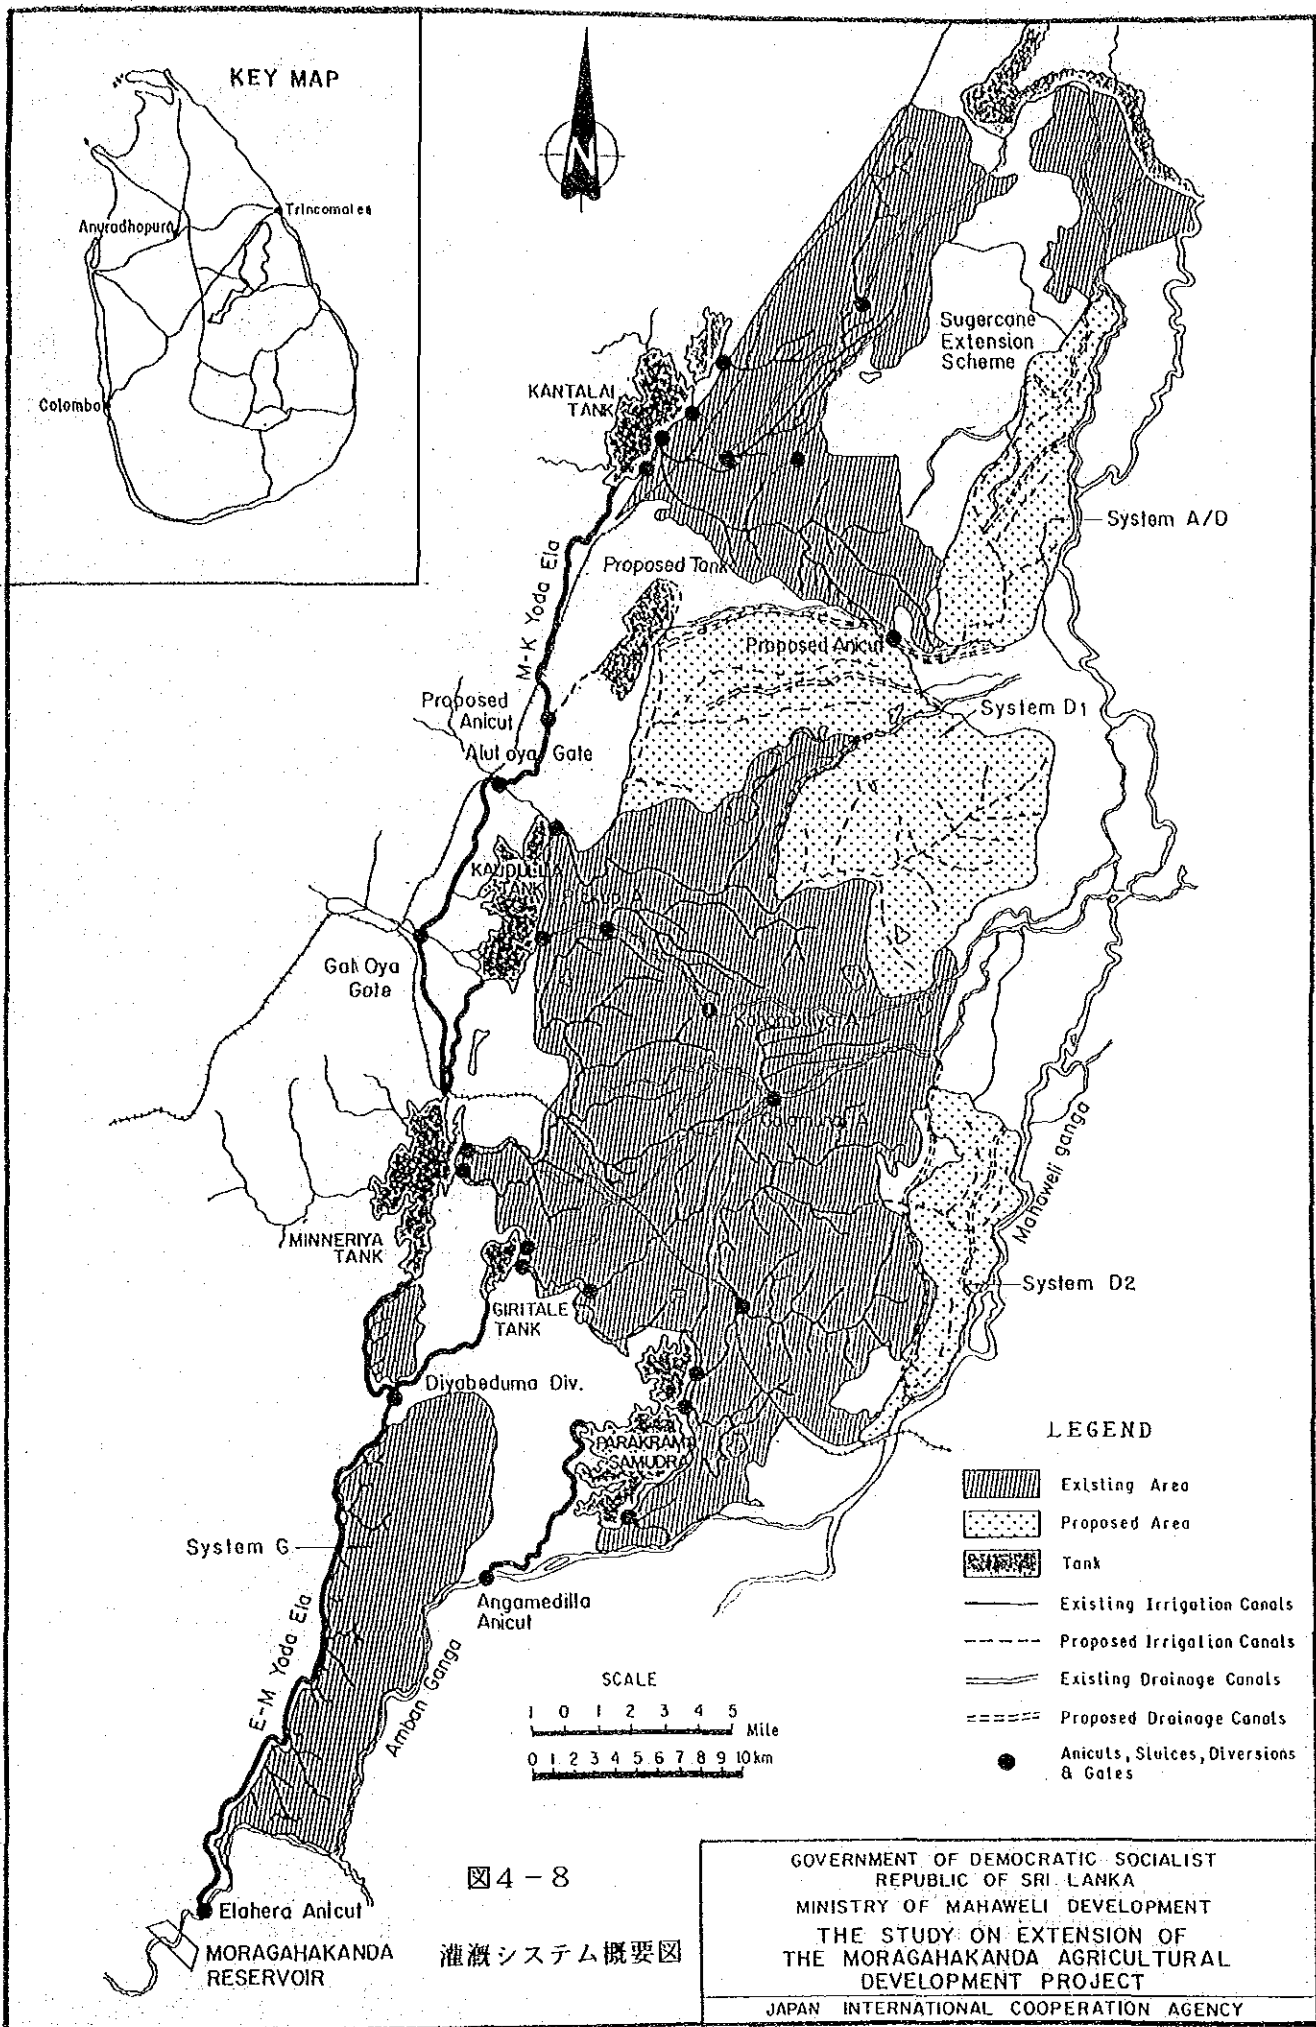 KEY MAP
Trincomalee
Anuradhapura
Colombo
N
Sugercane
Extension
Scheme
KANTALAI
TANK
System A/D
M-K Yoda Ela
Proposed Tank
Proposed Anicut
Proposed
Anicut
System D1
Alut oya Gate
KAUDULLA
TANK
Gal Oya
Gate
MINNERIYA
TANK
Mahaweli ganga
System D2
GIRITALE
TANK
Diyabeduma Div.
PARAKRAMA
SAMUDRA
System G
Angamedilla
Anicut
E-M Yoda Ela
Amban Ganga
Elahera Anicut
MORAGAHAKANDA
RESERVOIR
LEGEND
Existing Area
Proposed Area
Tank
Existing Irrigation Canals
Proposed Irrigation Canals
Existing Drainage Canals
Proposed Drainage Canals
Anicuts, Sluices, Diversions
& Gates
SCALE
1 0 1 2 3 4 5
Mile
0 1 2 3 4 5 6 7 8 9 10km
図4-8
灌漑システム概要図
GOVERNMENT OF DEMOCRATIC SOCIALIST
REPUBLIC OF SRI LANKA
MINISTRY OF MAHAWELI DEVELOPMENT
THE STUDY ON EXTENSION OF
THE MORAGAHAKANDA AGRICULTURAL
DEVELOPMENT PROJECT
JAPAN INTERNATIONAL COOPERATION AGENCY